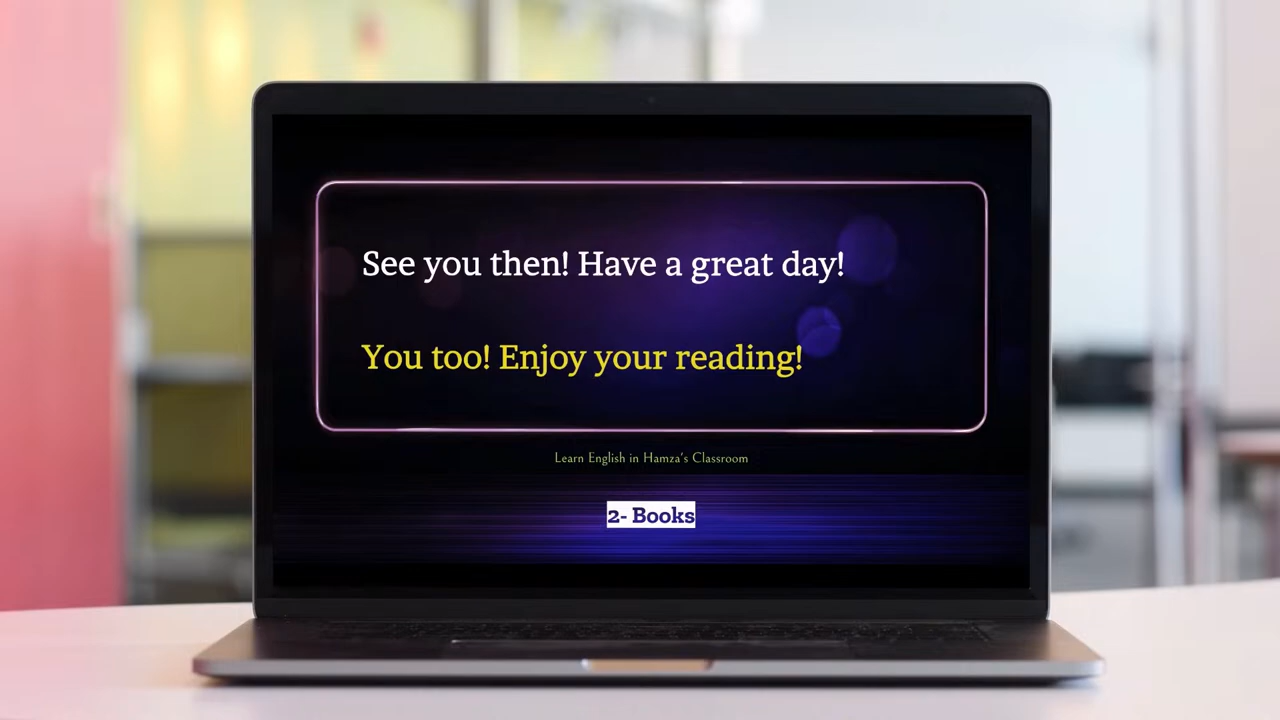 See you then! Have a great day!
You too! Enjoy your reading!
Learn English in Hamza's Classroom
2- Books